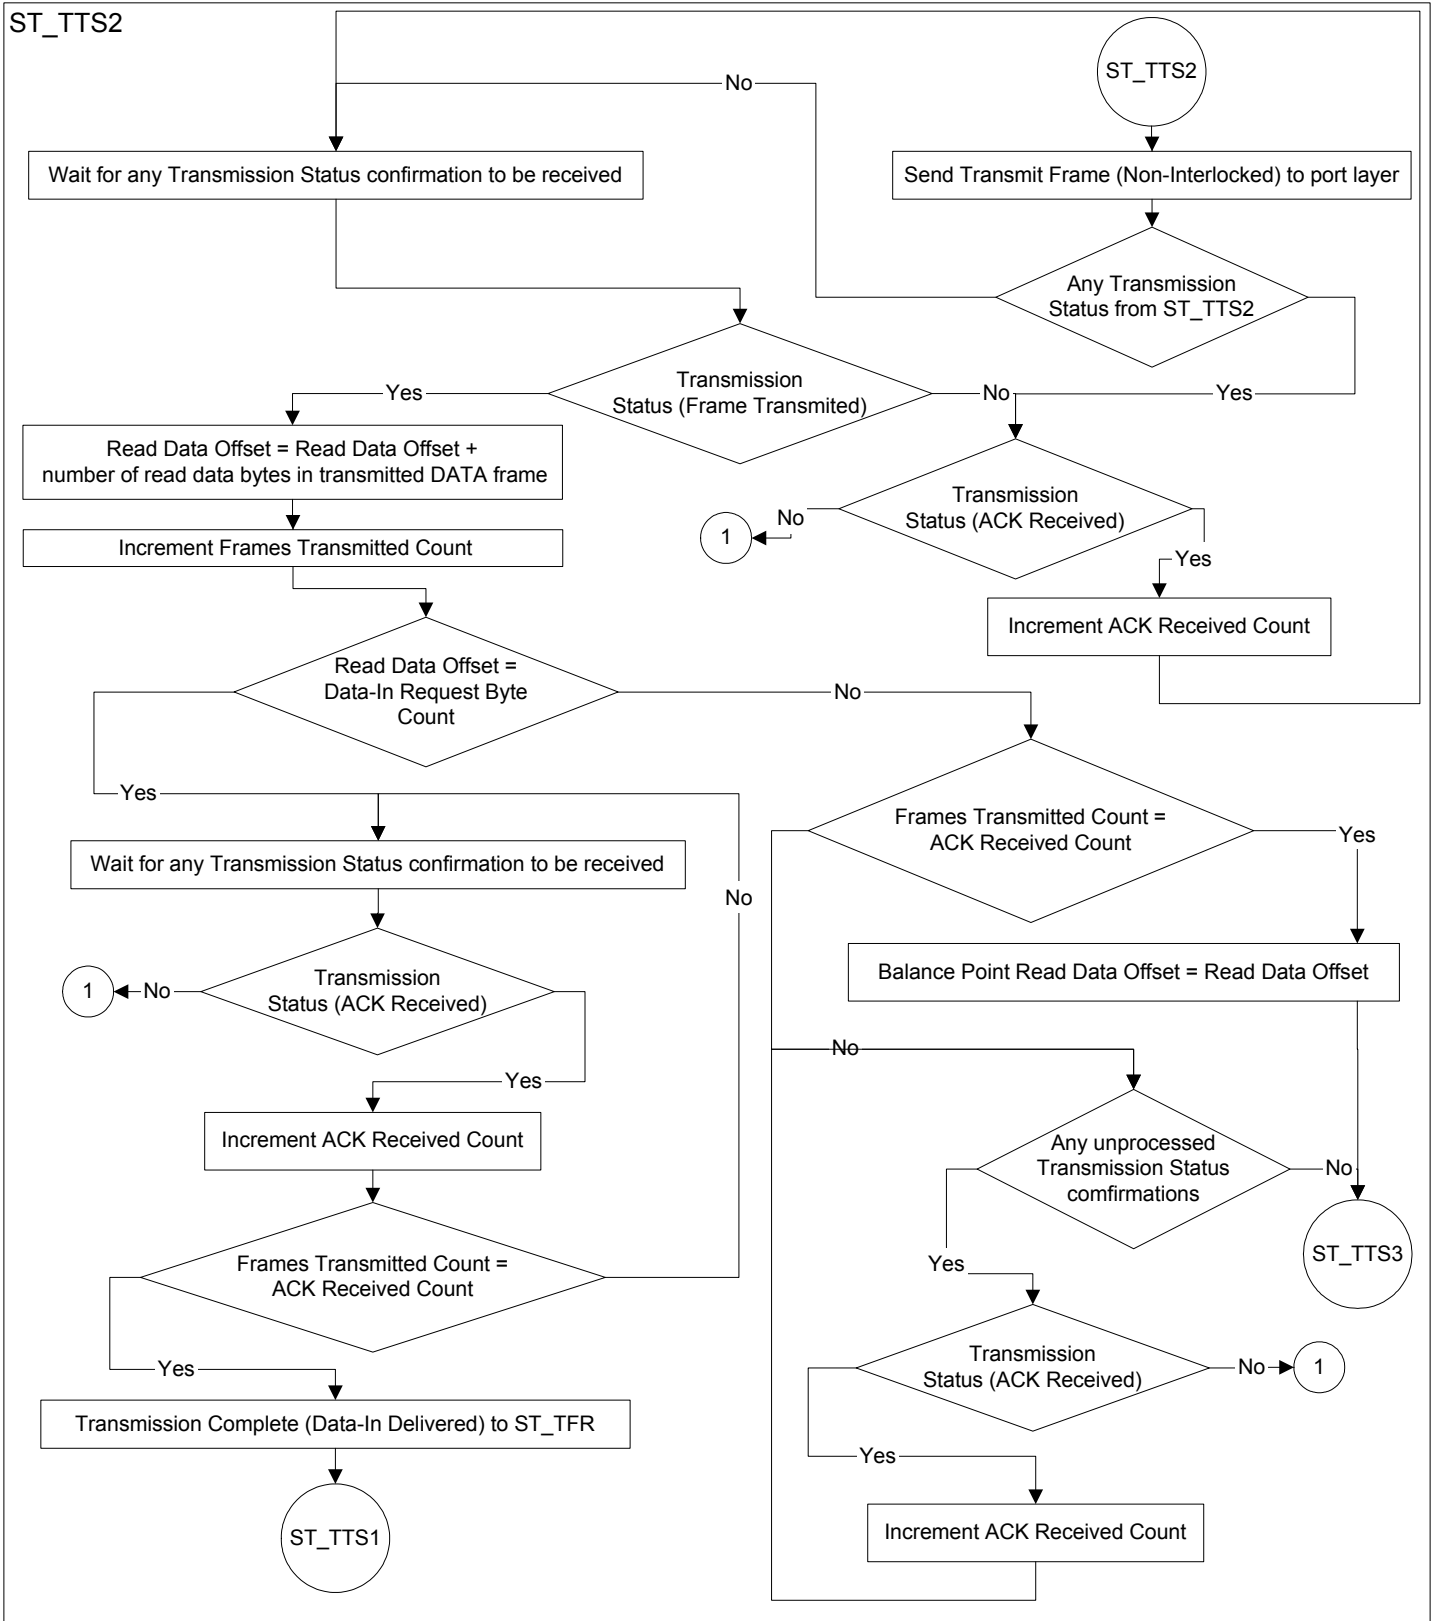 ST_TTS2
ST_TTS2
No
Wait for any Transmission Status confirmation to be received
Send Transmit Frame (Non-Interlocked) to port layer
Any Transmission
Status from ST_TTS2
Transmission
Status (Frame Transmited)
Yes
No
Yes
Read Data Offset = Read Data Offset +
number of read data bytes in transmitted DATA frame
Transmission
Status (ACK Received)
No
1
Increment Frames Transmitted Count
Yes
Increment ACK Received Count
Read Data Offset =
Data-In Request Byte
Count
No
Yes
Frames Transmitted Count =
ACK Received Count
Yes
Wait for any Transmission Status confirmation to be received
No
Balance Point Read Data Offset = Read Data Offset
Transmission
Status (ACK Received)
No
1
No
Yes
Increment ACK Received Count
Any unprocessed
Transmission Status
comfirmations
No
ST_TTS3
Yes
Frames Transmitted Count =
ACK Received Count
Yes
Transmission
Status (ACK Received)
No
1
Transmission Complete (Data-In Delivered) to ST_TFR
Yes
Increment ACK Received Count
ST_TTS1